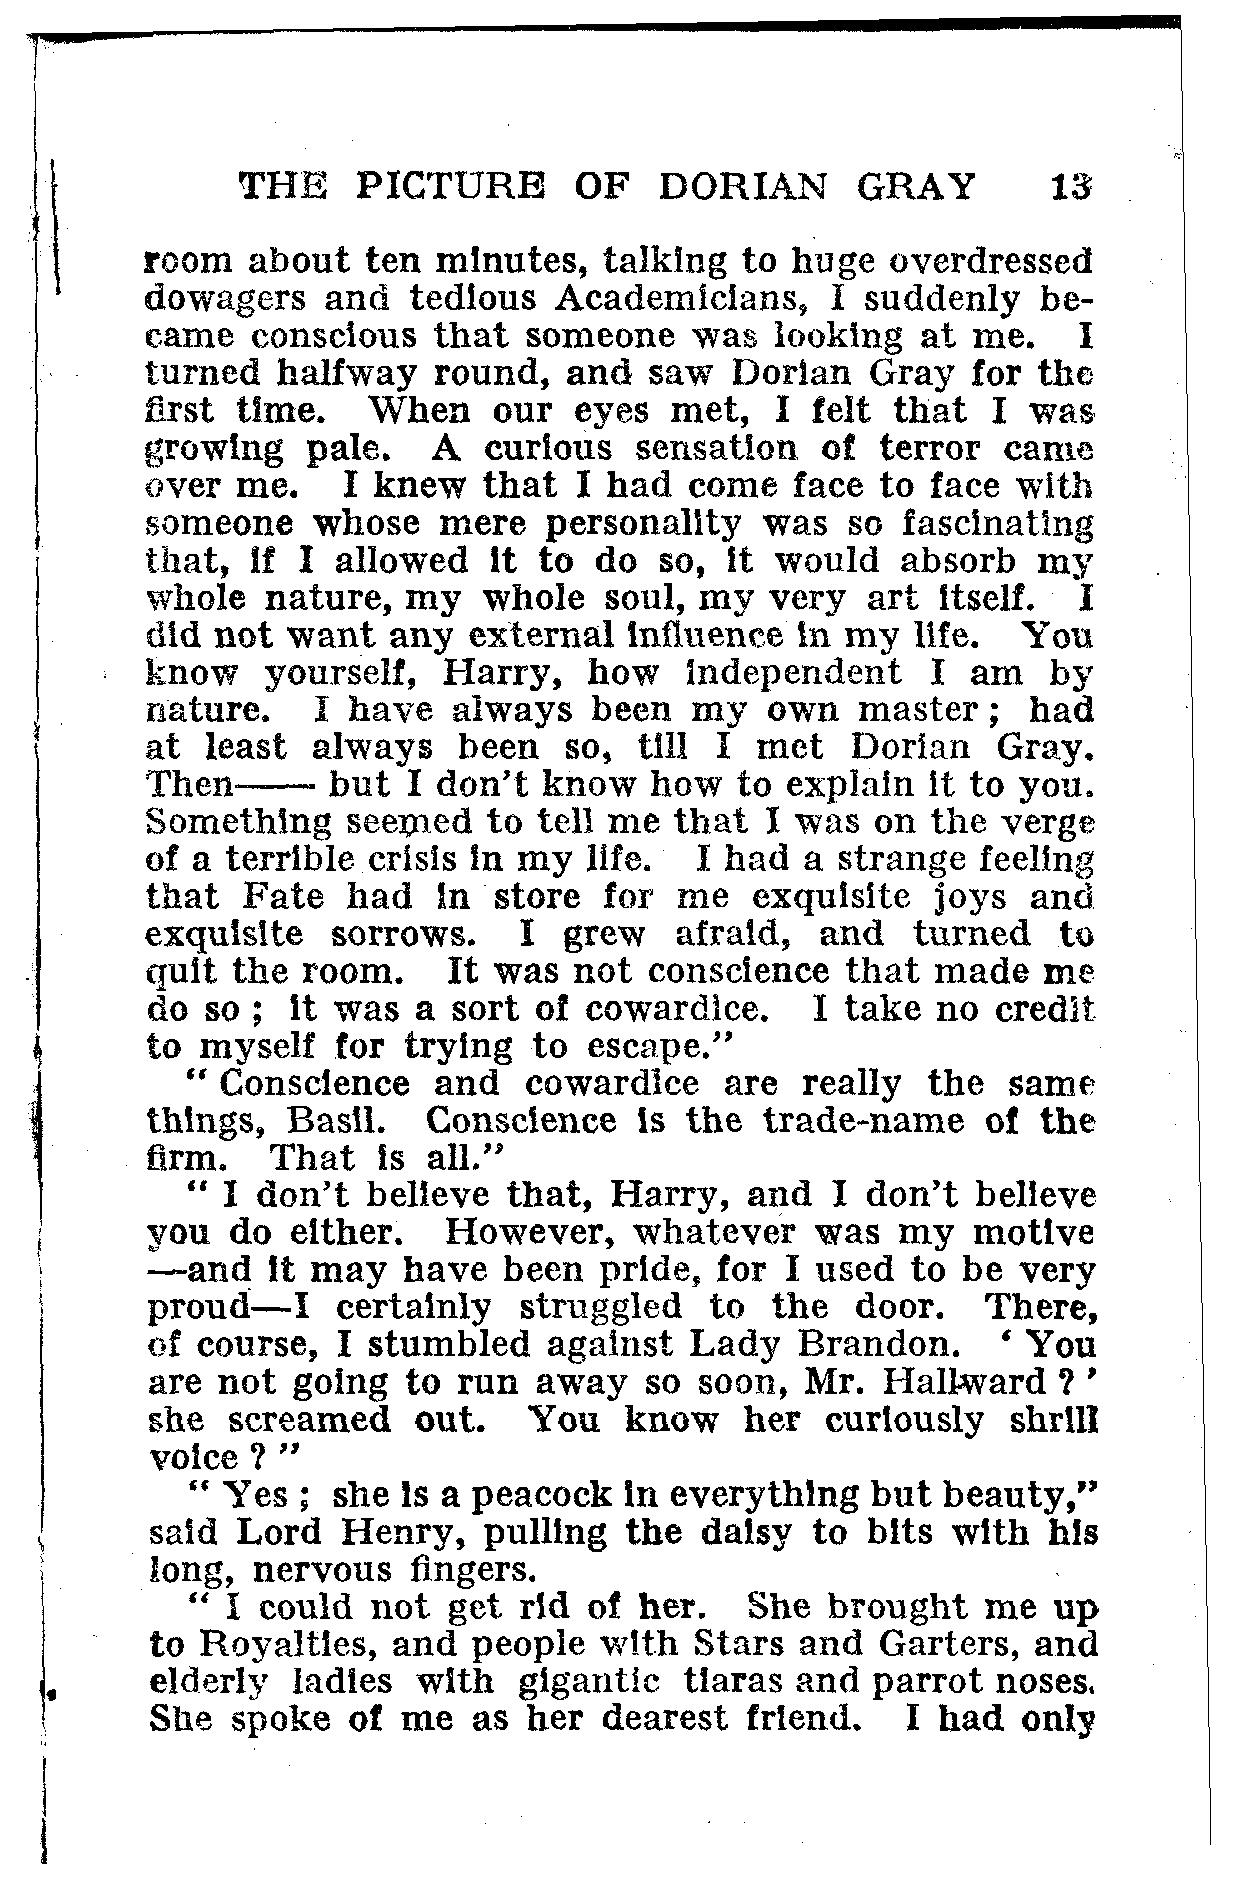 THE PICTURE OF DORIAN GRAY 13
room about ten minutes, talking to huge overdressed
dowagers and tedious Academicians, I suddenly be-
came conscious that someone was looking at me. I
turned halfway round, and saw Dorian Gray for the
first time. When our eyes met, I felt that I was
growing pale. A curious sensation of terror came
over me. I knew that I had come face to face with
someone whose mere personality was so fascinating
that, if I allowed it to do so, it would absorb my
whole nature, my whole soul, my very art itself. I
did not want any external influence in my life. You
know yourself, Harry, how independent I am by
nature. I have always been my own master ; had
at least always been so, till I met Dorian Gray.
Then—— but I don't know how to explain it to you.
Something seemed to tell me that I was on the verge
of a terrible crisis in my life. I had a strange feeling
that Fate had in store for me exquisite joys and
exquisite sorrows. I grew afraid, and turned to
quit the room. It was not conscience that made me
do so ; it was a sort of cowardice. I take no credit
to myself for trying to escape."
" Conscience and cowardice are really the same
things, Basil. Conscience is the trade-name of the
firm. That is all."
" I don't believe that, Harry, and I don't believe
you do either. However, whatever was my motive
—and it may have been pride, for I used to be very
proud—I certainly struggled to the door. There,
of course, I stumbled against Lady Brandon. ' You
are not going to run away so soon, Mr. Hallward ? '
she screamed out. You know her curiously shrill
voice ? "
" Yes ; she is a peacock in everything but beauty,"
said Lord Henry, pulling the daisy to bits with his
long, nervous fingers.
" I could not get rid of her. She brought me up
to Royalties, and people with Stars and Garters, and
elderly ladies with gigantic tiaras and parrot noses.
She spoke of me as her dearest friend. I had only